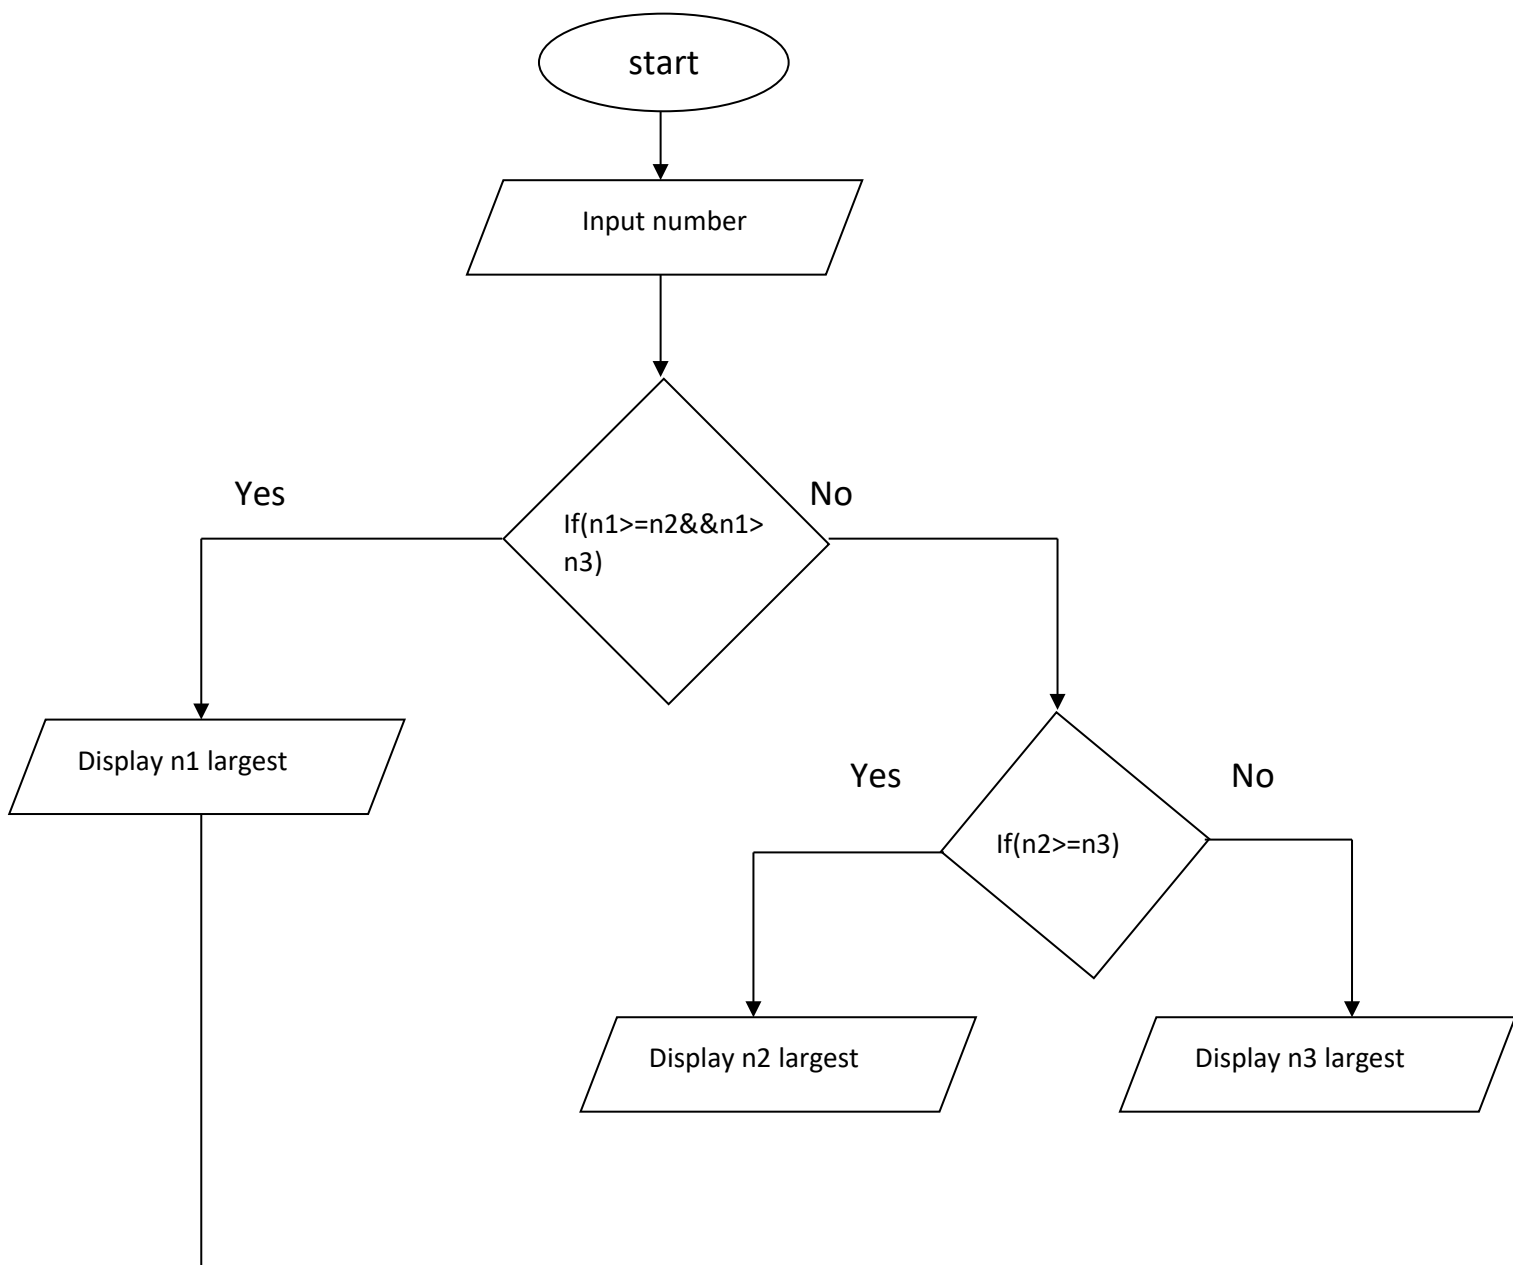 start
Input number
Yes
No
If(n1>=n2&&n1>
n3)
Display n1 largest
Yes
No
If(n2>=n3)
Display n2 largest
Display n3 largest